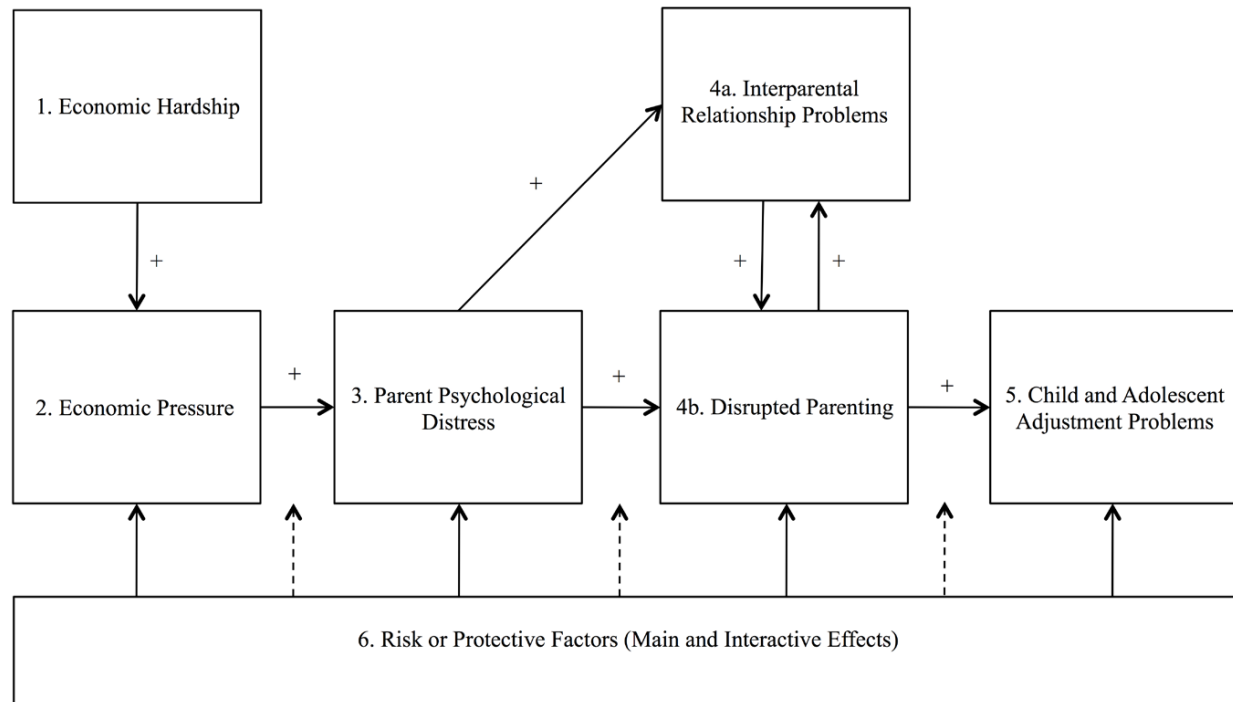 1. Economic Hardship
4a. Interparental
Relationship Problems
+
+
+
+
2. Economic Pressure
+
3. Parent Psychological
Distress
+
4b. Disrupted Parenting
+
5. Child and Adolescent
Adjustment Problems
6. Risk or Protective Factors (Main and Interactive Effects)